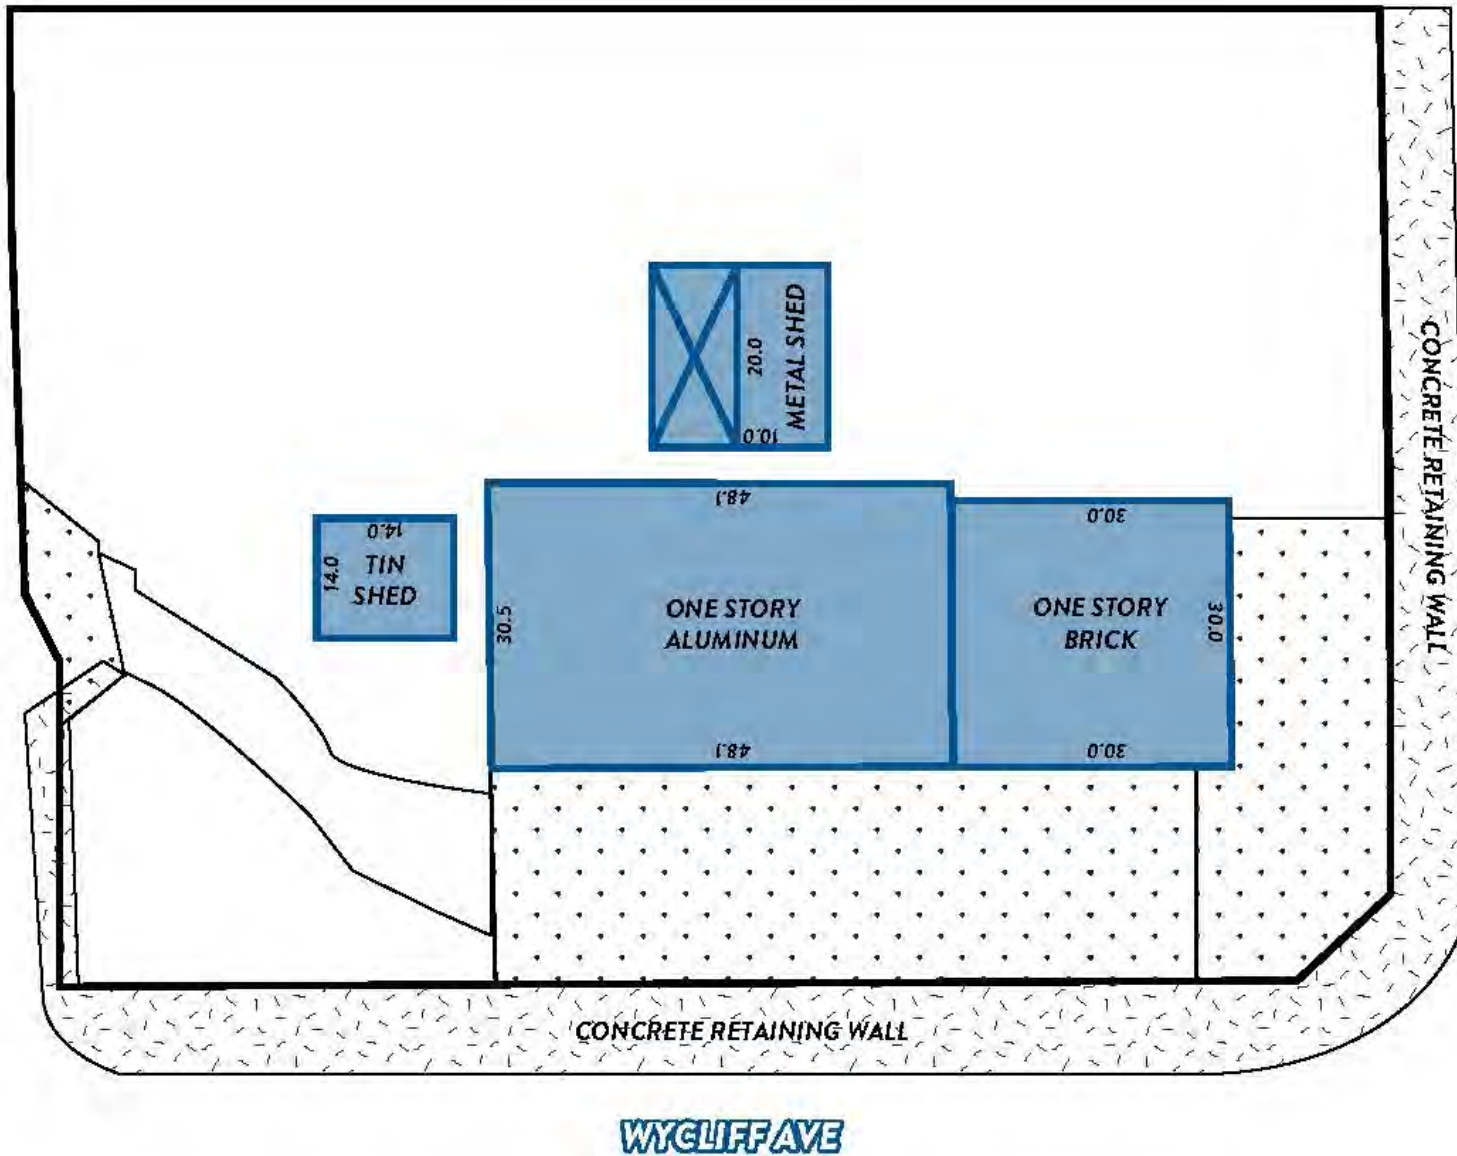 METAL SHED
20.0
10.0
48.1
30.0
14.0
14.0
TIN
SHED
30.5
ONE STORY
ALUMINUM
ONE STORY
BRICK
30.0
48.1
30.0
CONCRETE RETAINING WALL
CONCRETE RETAINING WALL
WYCLIFF AVE